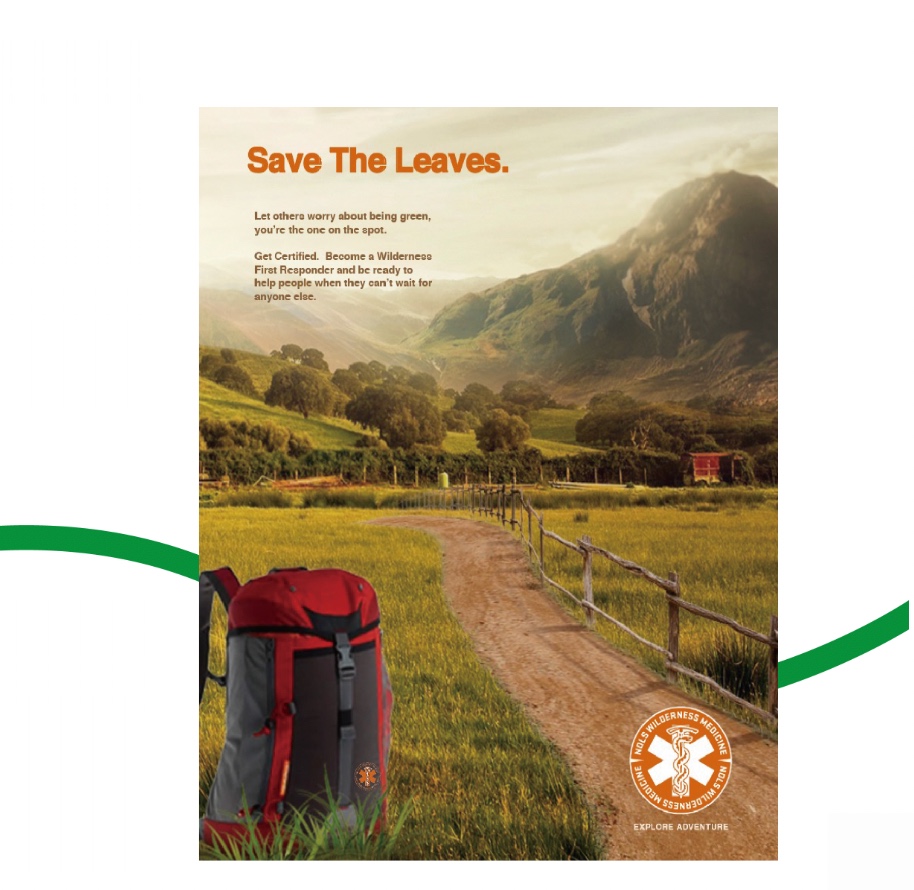 Save The Leaves.
Let others worry about being green,
you're the one on the spot.
Get Certified.  Become a Wilderness
First Responder and be ready to
help people when they can't wait for
anyone else.
NOLS WILDERNESS MEDICINE
NOLS WILDERNESS MEDICINE
EXPLORE ADVENTURE